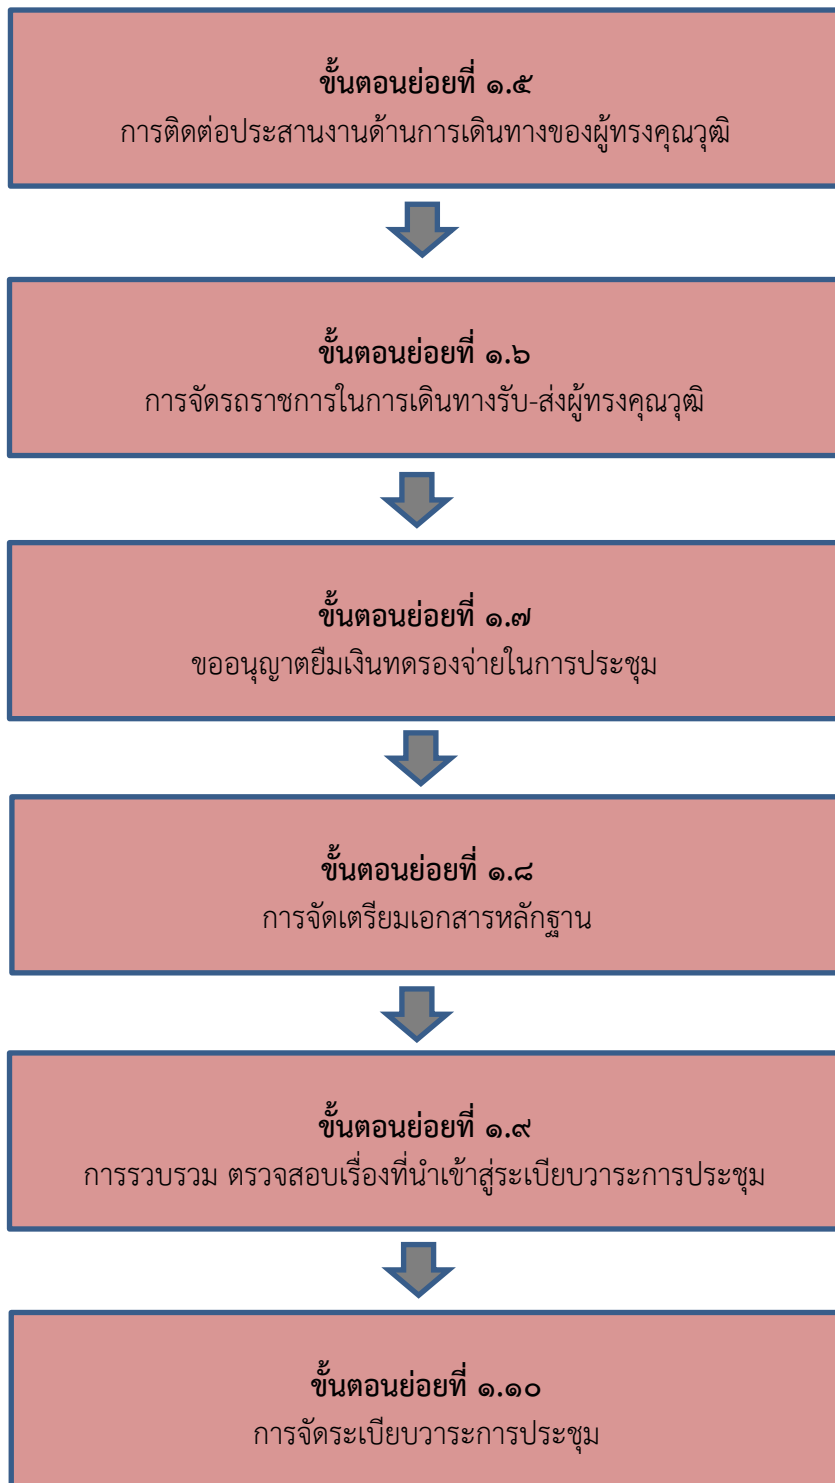 ขั้นตอนย่อยที่ ๑.๕
การติดต่อประสานงานด้านการเดินทางของผู้ทรงคุณวุฒิ
ขั้นตอนย่อยที่ ๑.๖
การจัดรถราชการในการเดินทางรับ-ส่งผู้ทรงคุณวุฒิ
ขั้นตอนย่อยที่ ๑.๗
ขออนุญาตยืมเงินทดรองจ่ายในการประชุม
ขั้นตอนย่อยที่ ๑.๘
การจัดเตรียมเอกสารหลักฐาน
ขั้นตอนย่อยที่ ๑.๙
การรวบรวม ตรวจสอบเรื่องที่นำเข้าสู่ระเบียบวาระการประชุม
ขั้นตอนย่อยที่ ๑.๑๐
การจัดระเบียบวาระการประชุม